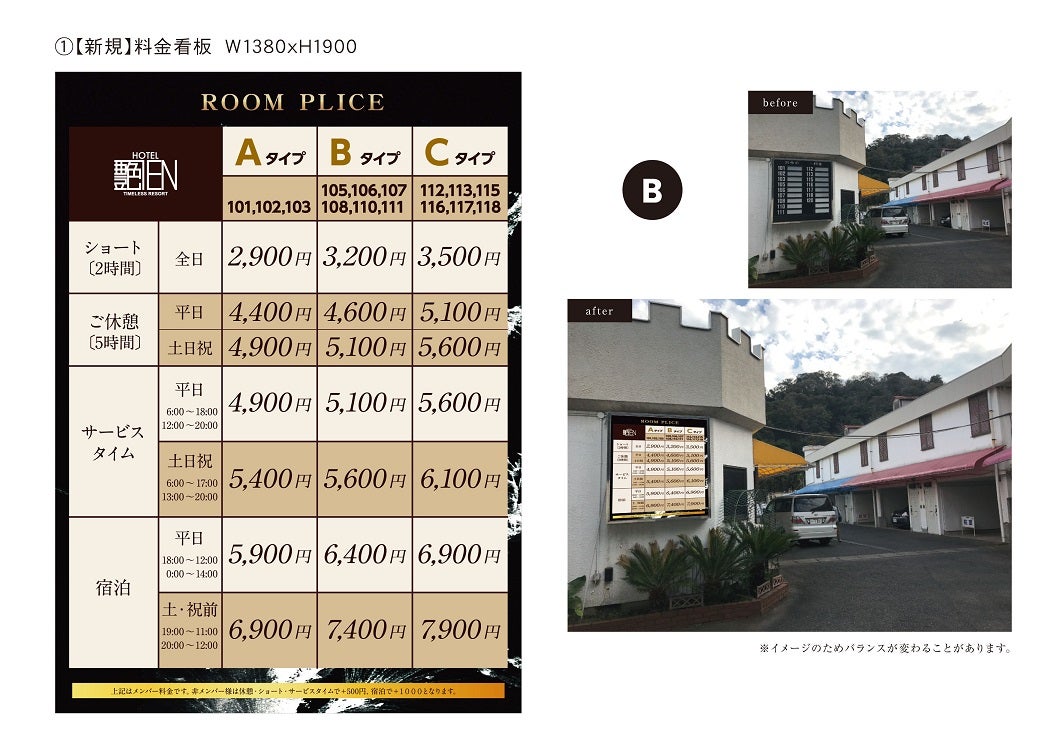 ①【新規】料金看板 W1380×H1900
ROOM PLICE
HOTEL
艶 EN
TIMELESS RESORT
Aタイプ
Bタイプ
Cタイプ
101,102,103
105,106,107
108,110,111
112,113,115
116,117,118
ショート
〔2時間〕
全日
2,900円
3,200円
3,500円
ご休憩
〔5時間〕
平日
4,400円
4,600円
5,100円
土日祝
4,900円
5,100円
5,600円
サービス
タイム
平日
6:00〜18:00
12:00〜20:00
4,900円
5,100円
5,600円
土日祝
6:00〜17:00
13:00〜20:00
5,400円
5,600円
6,100円
宿泊
平日
18:00〜12:00
0:00〜14:00
5,900円
6,400円
6,900円
土・祝前
19:00〜11:00
20:00〜12:00
6,900円
7,400円
7,900円
上記はメンバー料金です。非メンバー様は休憩・ショート・サービスタイムで+500円、宿泊で+1000となります。
B
before
after
ROOM PLICE
※イメージのためバランスが変わることがあります。